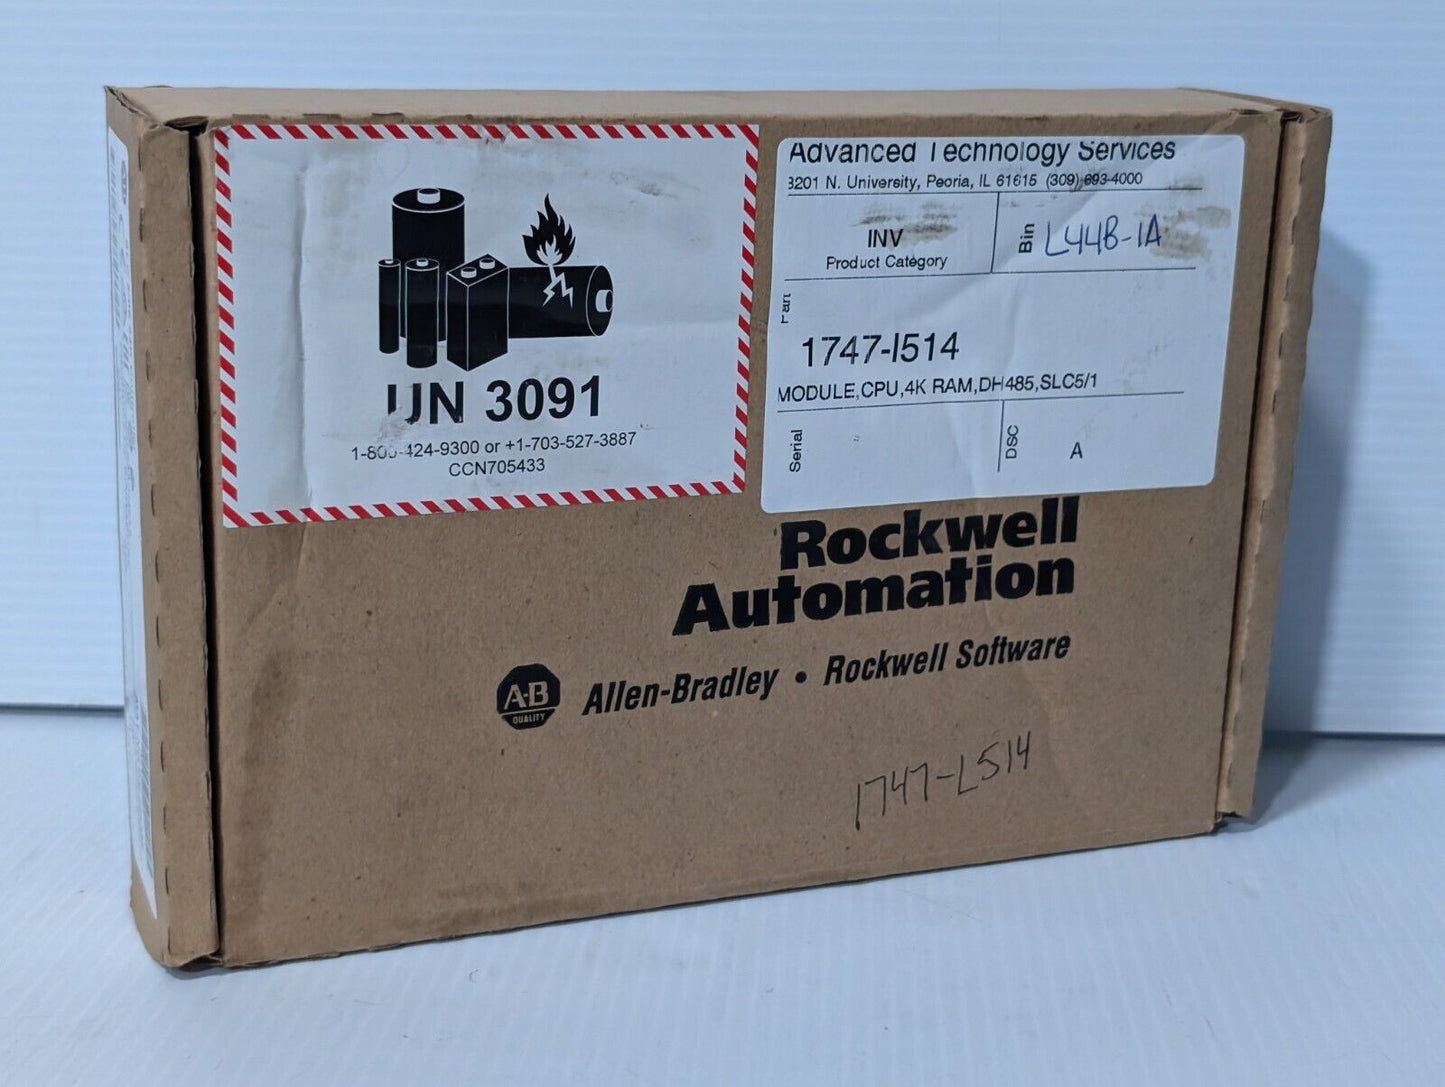 UN 3091
1-800-424-9300 or +1-703-527-3887
CCN705433
Advanced Technology Services
3201 N. University, Peoria, IL 61615 (309) 693-4000
INV
Product Category
Bin
L44B-1A
Part
1747-l514
MODULE,CPU,4K RAM,DH485,SLC5/1
Serial
DSC
A
Rockwell
Automation
A-B
QUALITY
Allen-Bradley • Rockwell Software
1747-L514